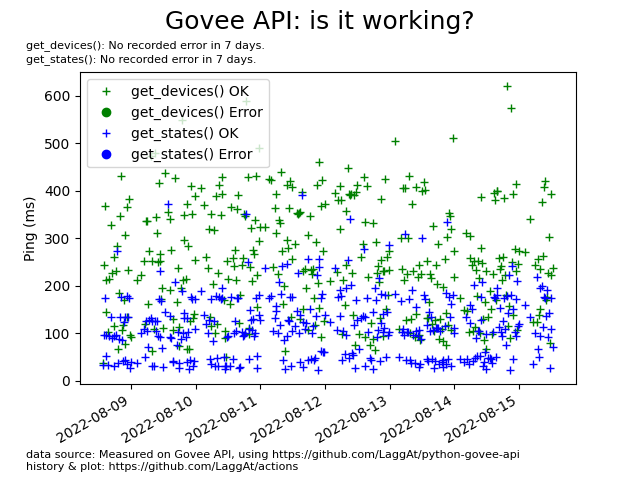 Govee API: is it working?
get_devices(): No recorded error in 7 days.
get_states(): No recorded error in 7 days.
get_devices() OK
get_devices() Error
get_states() OK
get_states() Error
Ping (ms)
600
500
400
300
200
100
0
2022-08-09
2022-08-10
2022-08-11
2022-08-12
2022-08-13
2022-08-14
2022-08-15
data source: Measured on Govee API, using https://github.com/LaggAt/python-govee-api
history & plot: https://github.com/LaggAt/actions